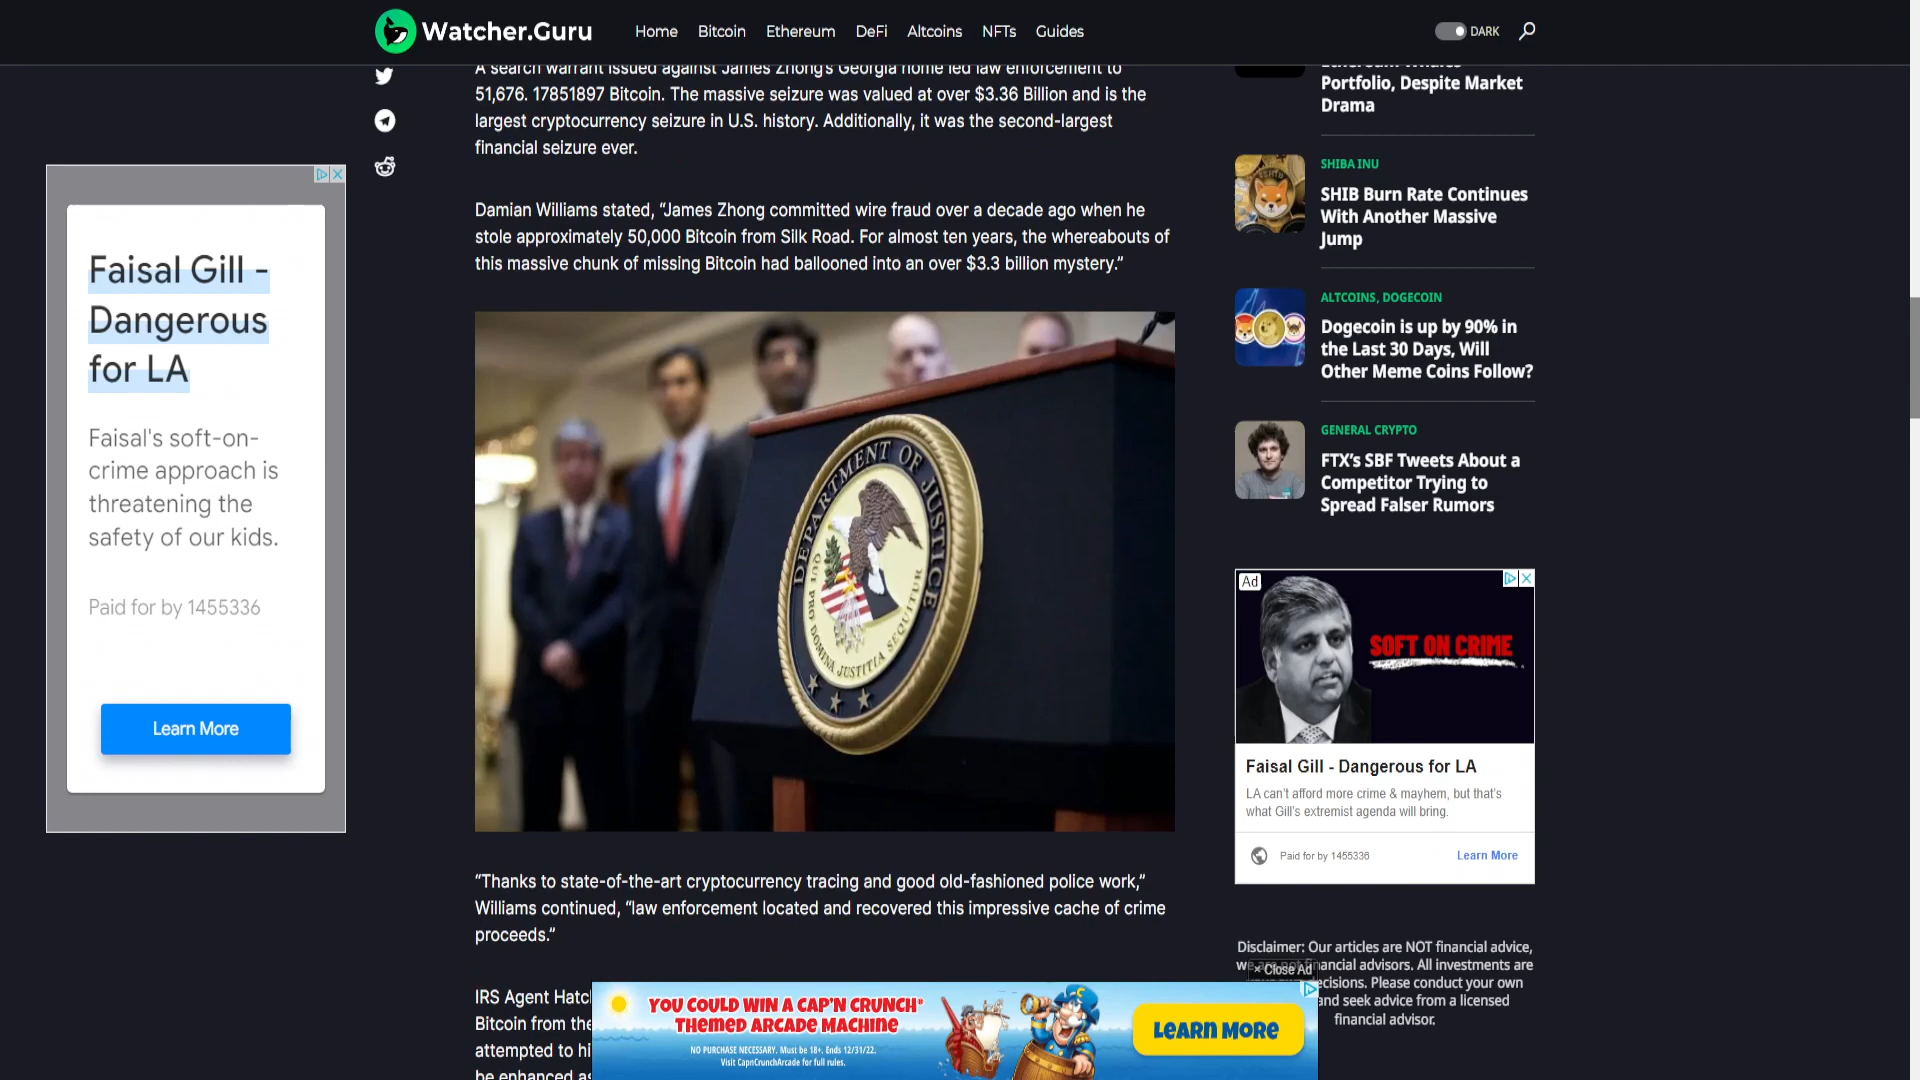 Watcher.Guru
Home Bitcoin Ethereum DeFi Altcoins NFTs Guides
DARK
A search warrant issued against James Zhong's Georgia home led law enforcement to
51,676. 17851897 Bitcoin. The massive seizure was valued at over $3.36 Billion and is the
largest cryptocurrency seizure in U.S. history. Additionally, it was the second-largest
financial seizure ever.
Damian Williams stated, “James Zhong committed wire fraud over a decade ago when he
stole approximately 50,000 Bitcoin from Silk Road. For almost ten years, the whereabouts of
this massive chunk of missing Bitcoin had ballooned into an over $3.3 billion mystery.”
DEPARTMENT OF JUSTICE
QUI PRO DOMINA JUSTITIA SEQUITUR
“Thanks to state-of-the-art cryptocurrency tracing and good old-fashioned police work,”
Williams continued, “law enforcement located and recovered this impressive cache of crime
proceeds.”
IRS Agent
Bitcoin from
attempted to
be enhanced
Faisal Gill -
Dangerous
for LA
Faisal's soft-on-
crime approach is
threatening the
safety of our kids.
Paid for by 1455336
Learn More
Portfolio, Despite Market
Drama
SHIBA INU
SHIB Burn Rate Continues
With Another Massive
Jump
ALTCOINS, DOGECOIN
Dogecoin is up by 90% in
the Last 30 Days, Will
Other Meme Coins Follow?
GENERAL CRYPTO
FTX’s SBF Tweets About a
Competitor Trying to
Spread Falser Rumors
Ad
SOFT ON CRIME
Faisal Gill - Dangerous for LA
LA can’t afford more crime & mayhem, but that’s
what Gill’s extremist agenda will bring.
Paid for by 1455336
Learn More
Disclaimer: Our articles are NOT financial advice,
financial advisors. All investments are
decisions. Please conduct your own
and seek advice from a licensed
financial advisor.
× Close Ad
YOU COULD WIN A CAP'N CRUNCH®
THEMED ARCADE MACHINE
NO PURCHASE NECESSARY. Must be 18+. Ends 12/31/22.
Visit CapnCrunchArcade for full rules.
LEARN MORE